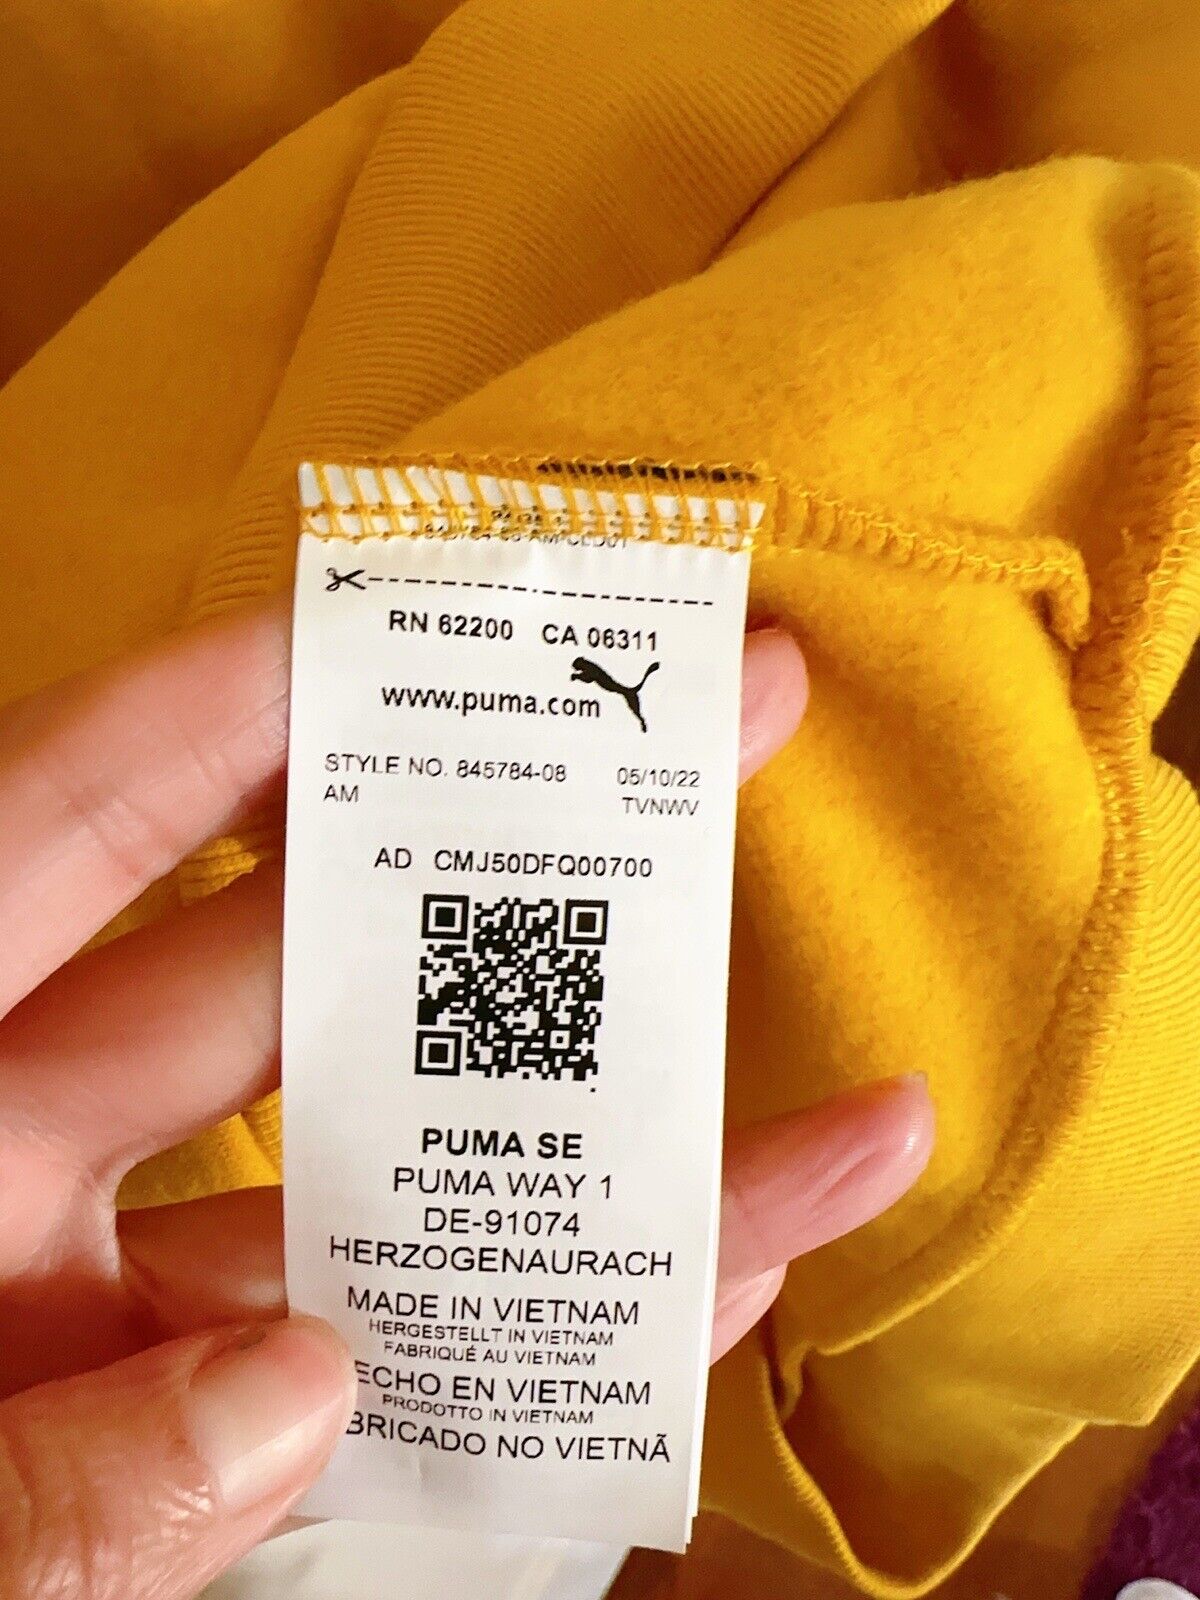 RN 62200 CA 06311
www.puma.com
STYLE NO. 845784-08 05/10/22
AM TVNWV
AD CMJ50DFQ00700
PUMA SE
PUMA WAY 1
DE-91074
HERZOGENAURACH
MADE IN VIETNAM
HERGESTELLT IN VIETNAM
FABRIQUÉ AU VIETNAM
ECHO EN VIETNAM
PRODOTTO IN VIETNAM
BRICADO NO VIETNÃ